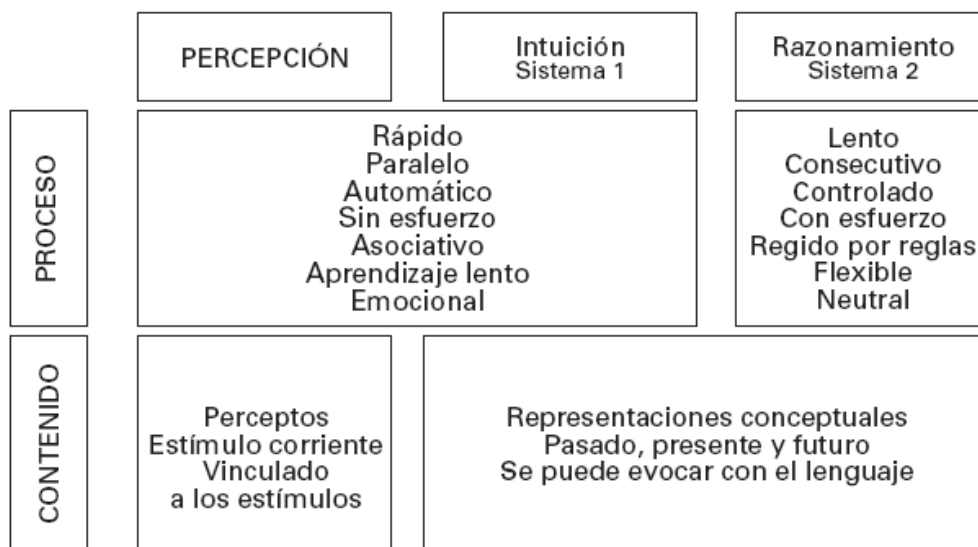 PERCEPCIÓN
Intuición
Sistema 1
Razonamiento
Sistema 2
PROCESO
Rápido
Paralelo
Automático
Sin esfuerzo
Asociativo
Aprendizaje lento
Emocional
Lento
Consecutivo
Controlado
Con esfuerzo
Regido por reglas
Flexible
Neutral
CONTENIDO
Perceptos
Estímulo corriente
Vinculado
a los estímulos
Representaciones conceptuales
Pasado, presente y futuro
Se puede evocar con el lenguaje